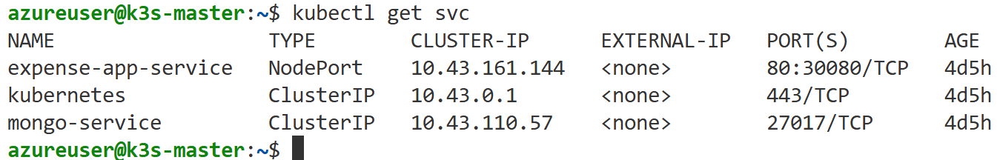 azureuser@k3s-master:~$ kubectl get svc
NAME                  TYPE        CLUSTER-IP      EXTERNAL-IP   PORT(S)        AGE
expense-app-service   NodePort    10.43.161.144   <none>        80:30080/TCP   4d5h
kubernetes            ClusterIP   10.43.0.1       <none>        443/TCP        4d5h
mongo-service         ClusterIP   10.43.110.57    <none>        27017/TCP      4d5h
azureuser@k3s-master:~$